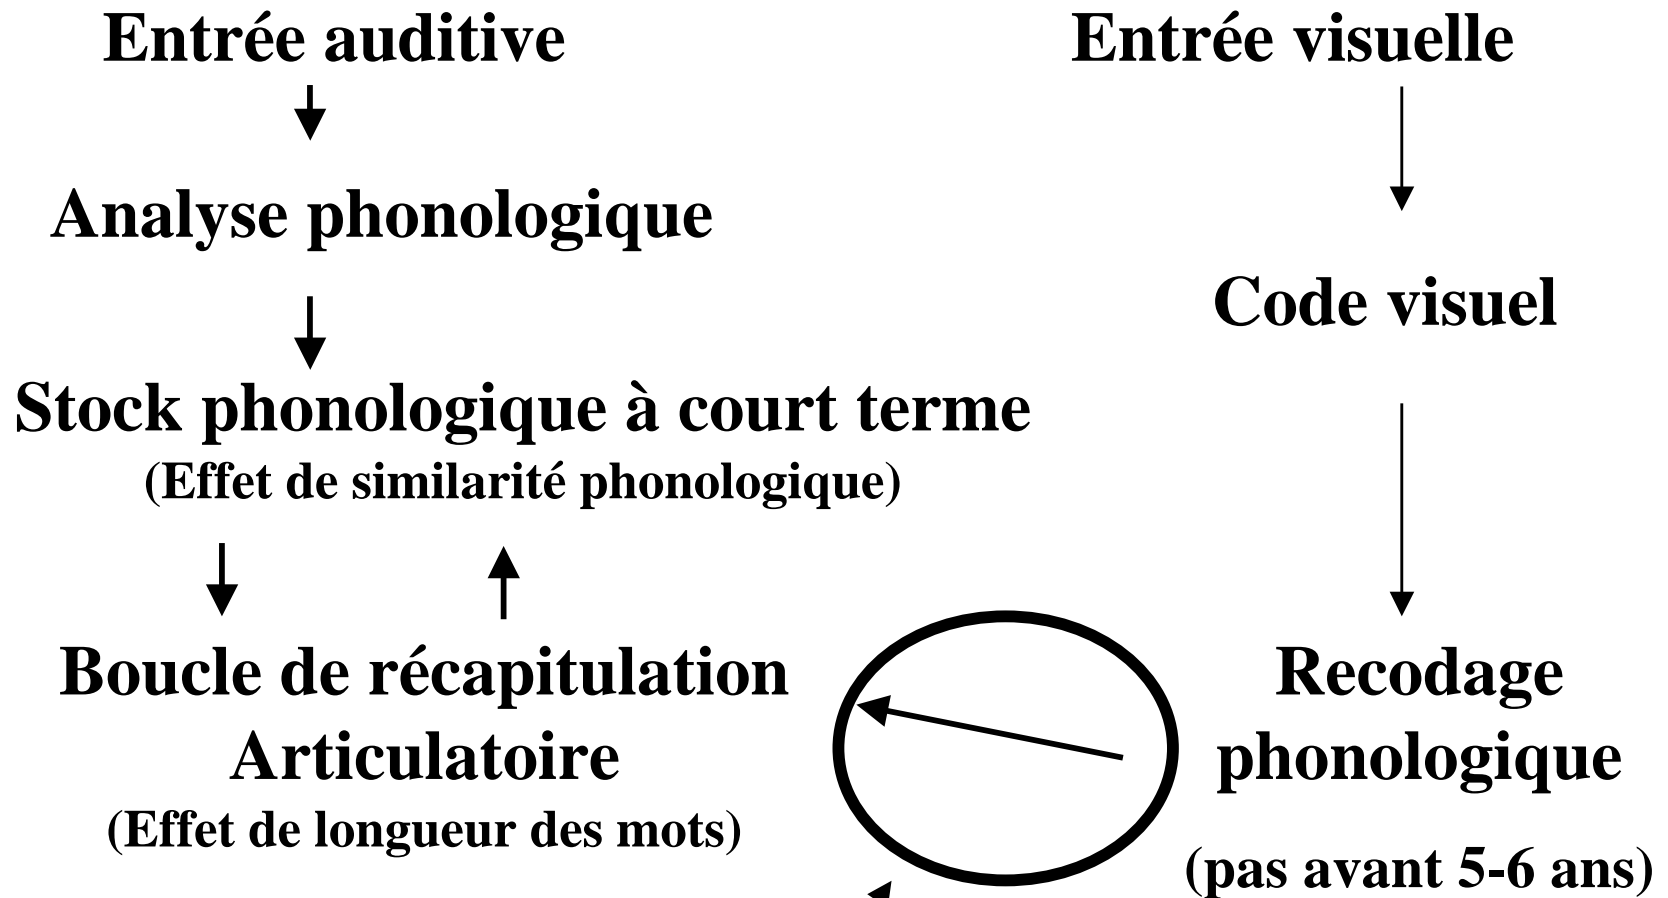 Entrée auditive
Entrée visuelle
Analyse phonologique
Code visuel
Stock phonologique à court terme
(Effet de similarité phonologique)
Boucle de récapitulation
Articulatoire
(Effet de longueur des mots)
Recodage
phonologique
(pas avant 5-6 ans)